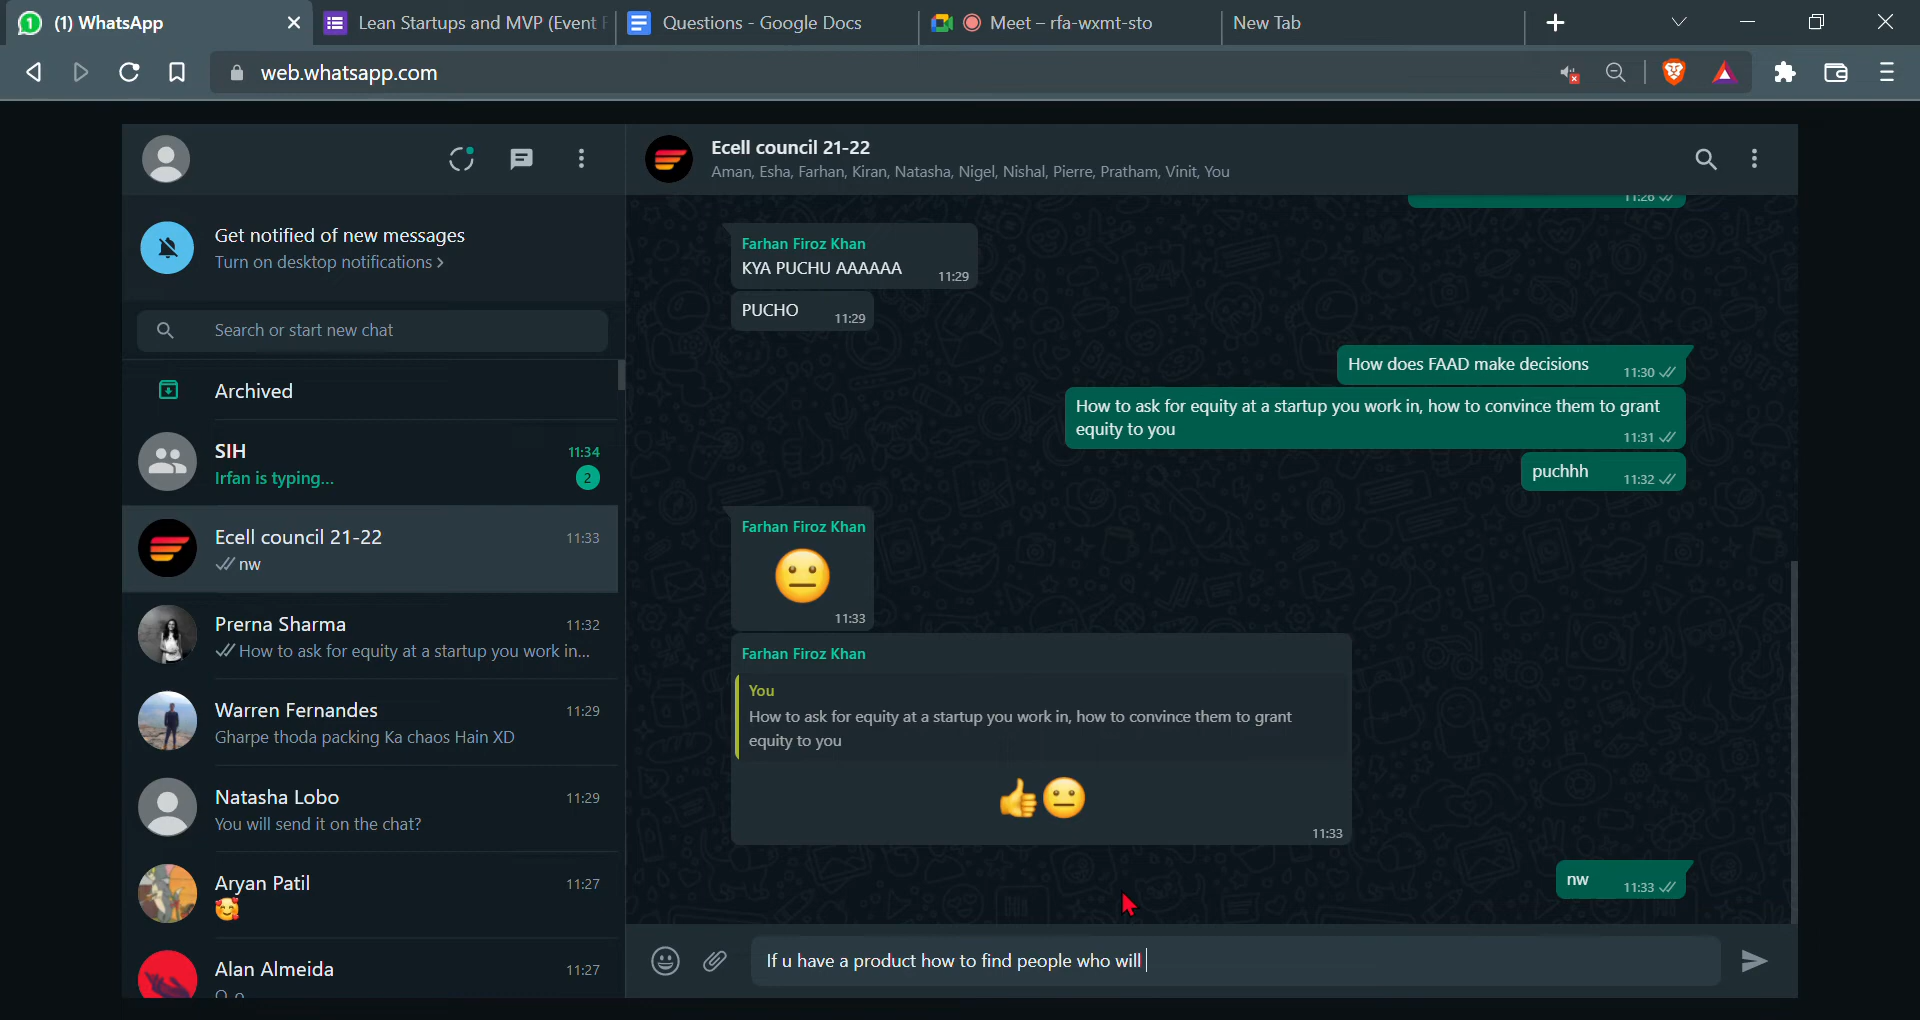 (1) WhatsApp
Lean Startups and MVP (Event
Questions - Google Docs
Meet – rfa-wxmt-sto
New Tab
web.whatsapp.com
Ecell council 21-22
Aman, Esha, Farhan, Kiran, Natasha, Nigel, Nishal, Pierre, Pratham, Vinit, You
Get notified of new messages
Turn on desktop notifications >
Search or start new chat
Archived
SIH 11:34
Irfan is typing... 2
Ecell council 21-22 11:33
nw
Prerna Sharma 11:32
How to ask for equity at a startup you work in...
Warren Fernandes 11:29
Gharpe thoda packing Ka chaos Hain XD
Natasha Lobo 11:29
You will send it on the chat?
Aryan Patil 11:27
🥰
Alan Almeida 11:27
11:26
Farhan Firoz Khan
KYA PUCHU AAAAAA 11:29
PUCHO 11:29
How does FAAD make decisions 11:30
How to ask for equity at a startup you work in, how to convince them to grant
equity to you 11:31
puchhh 11:32
Farhan Firoz Khan
😐
11:33
Farhan Firoz Khan
You
How to ask for equity at a startup you work in, how to convince them to grant
equity to you
👍😐
11:33
nw 11:33
If u have a product how to find people who will